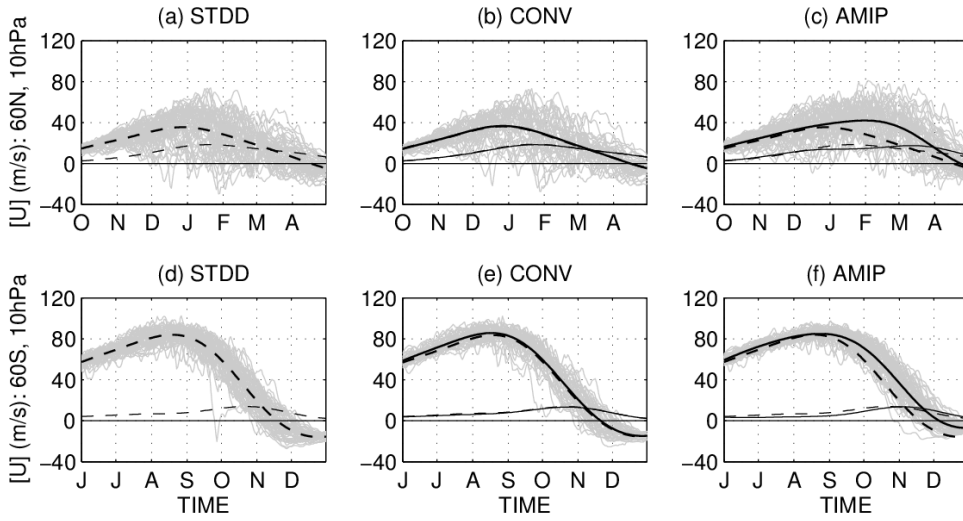 (a) STDD
(b) CONV
(c) AMIP
[U] (m/s): 60N, 10hPa
120
80
40
0
−40
O N D J F M A
120
80
40
0
−40
O N D J F M A
120
80
40
0
−40
O N D J F M A
(d) STDD
(e) CONV
(f) AMIP
[U] (m/s): 60S, 10hPa
120
80
40
0
−40
J J A S O N D
TIME
120
80
40
0
−40
J J A S O N D
TIME
120
80
40
0
−40
J J A S O N D
TIME